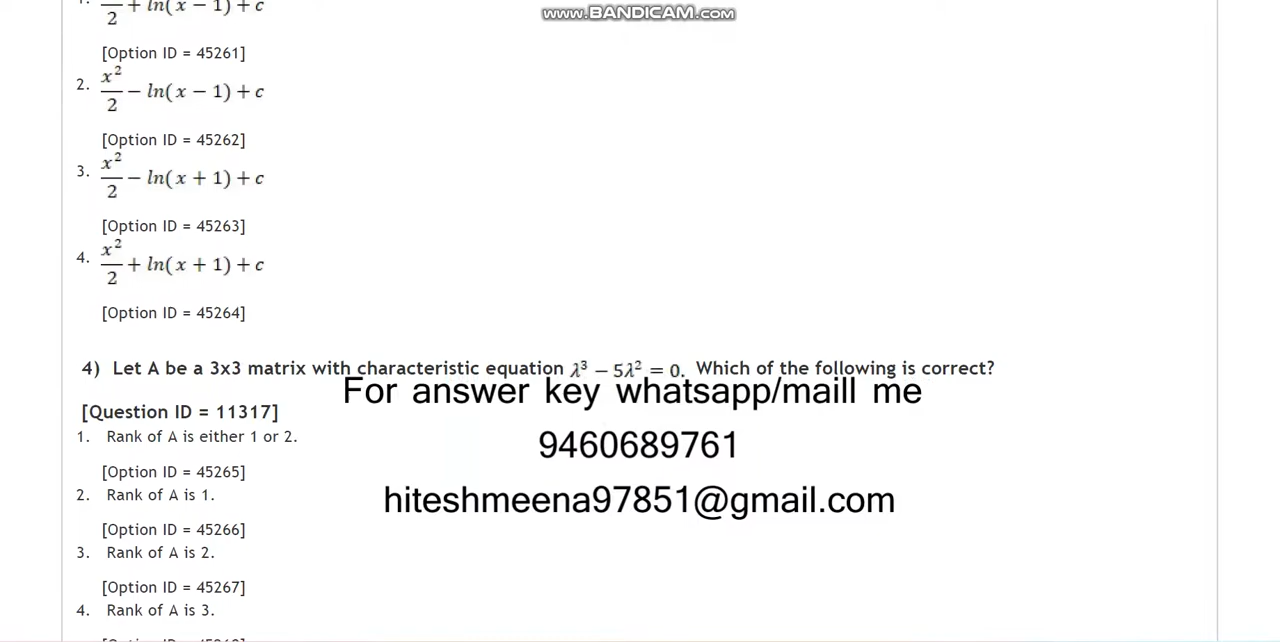 www.BANDICAM.com
1. x²/2 + ln(x − 1) + c
[Option ID = 45261]
2. x²/2 − ln(x − 1) + c
[Option ID = 45262]
3. x²/2 − ln(x + 1) + c
[Option ID = 45263]
4. x²/2 + ln(x + 1) + c
[Option ID = 45264]
4) Let A be a 3x3 matrix with characteristic equation λ³ − 5λ² = 0. Which of the following is correct?
For answer key whatsapp/maill me
[Question ID = 11317]
1. Rank of A is either 1 or 2.
9460689761
[Option ID = 45265]
2. Rank of A is 1.
hiteshmeena97851@gmail.com
[Option ID = 45266]
3. Rank of A is 2.
[Option ID = 45267]
4. Rank of A is 3.